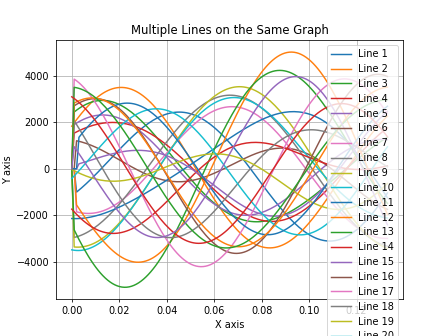 Multiple Lines on the Same Graph
Y axis
4000
2000
0
−2000
−4000
0.00
0.02
0.04
0.06
0.08
0.10
X axis
Line 1
Line 2
Line 3
Line 4
Line 5
Line 6
Line 7
Line 8
Line 9
Line 10
Line 11
Line 12
Line 13
Line 14
Line 15
Line 16
Line 17
Line 18
Line 19
Line 20